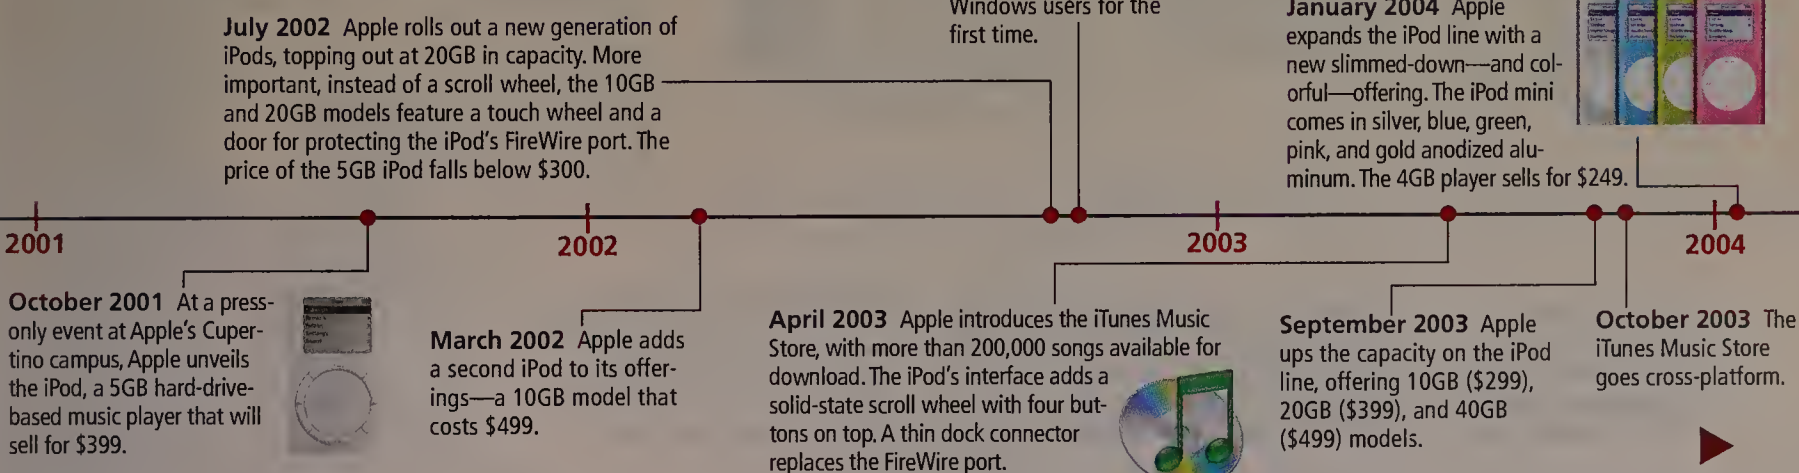 July 2002 Apple rolls out a new generation of
iPods, topping out at 20GB in capacity. More
important, instead of a scroll wheel, the 10GB
and 20GB models feature a touch wheel and a
door for protecting the iPod's FireWire port. The
price of the 5GB iPod falls below $300.
Windows users for the
first time.
January 2004 Apple
expands the iPod line with a
new slimmed-down—and col-
orful—offering. The iPod mini
comes in silver, blue, green,
pink, and gold anodized alu-
minum. The 4GB player sells for $249.
2001
2002
2003
2004
October 2001 At a press-
only event at Apple's Cuper-
tino campus, Apple unveils
the iPod, a 5GB hard-drive-
based music player that will
sell for $399.
March 2002 Apple adds
a second iPod to its offer-
ings—a 10GB model that
costs $499.
April 2003 Apple introduces the iTunes Music
Store, with more than 200,000 songs available for
download. The iPod's interface adds a
solid-state scroll wheel with four but-
tons on top. A thin dock connector
replaces the FireWire port.
September 2003 Apple
ups the capacity on the iPod
line, offering 10GB ($299),
20GB ($399), and 40GB
($499) models.
October 2003 The
iTunes Music Store
goes cross-platform.